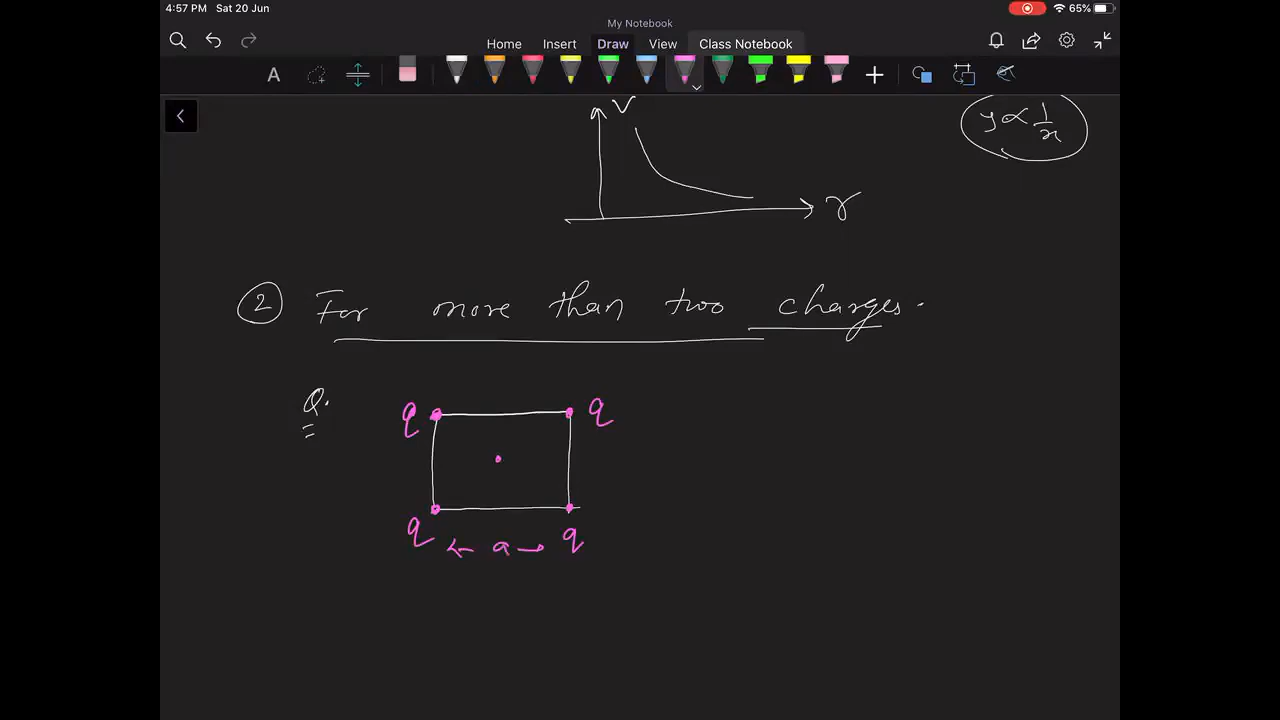 4:57 PM Sat 20 Jun
65%
My Notebook
Home Insert Draw View Class Notebook
A
V
y ∝ 1/x
r
② For more than two charges.
Q.
q q
q ← a → q